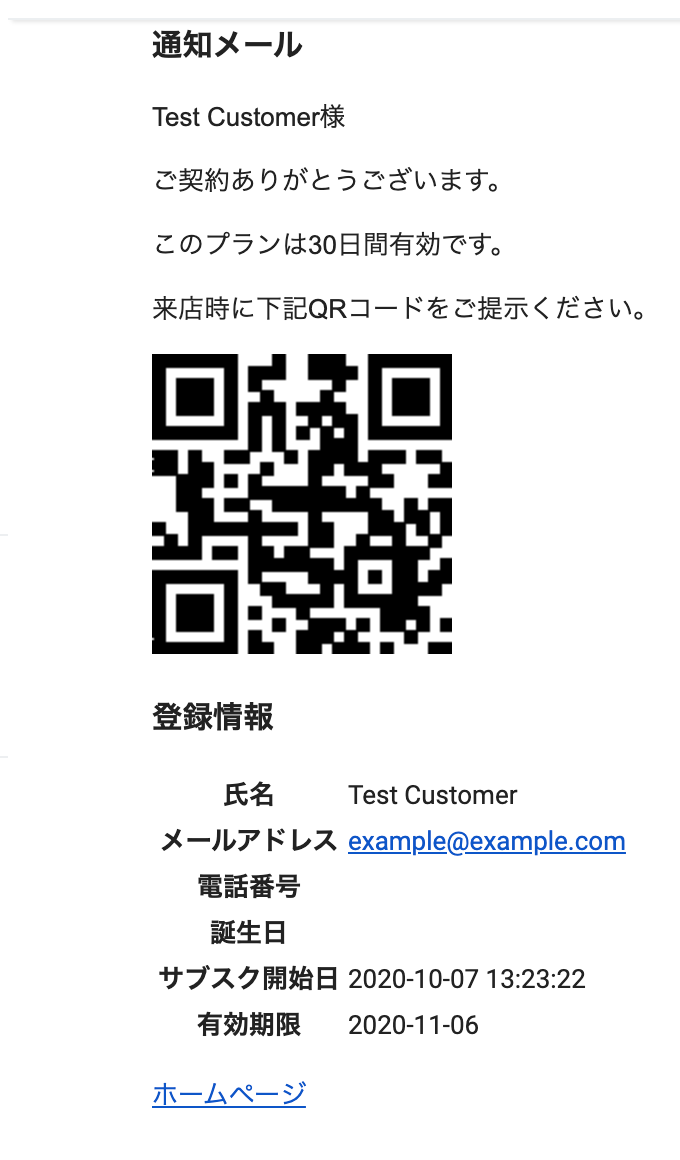 通知メール
Test Customer様
ご契約ありがとうございます。
このプランは30日間有効です。
来店時に下記QRコードをご提示ください。
登録情報
氏名 Test Customer
メールアドレス example@example.com
電話番号
誕生日
サブスク開始日 2020-10-07 13:23:22
有効期限 2020-11-06
ホームページ